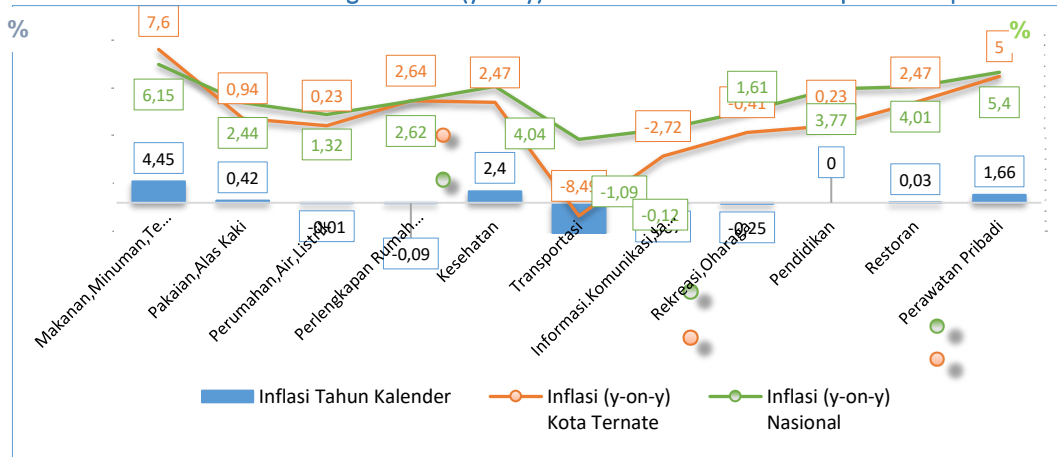 %
%
7,6
0,94
0,23
2,64
2,47
-8,49
-2,72
-0,41
0,23
2,47
5
6,15
2,44
1,32
2,62
4,04
-1,09
-0,12
1,61
3,77
4,01
5,4
4,45
0,42
-0,01
-0,09
2,4
-0,25
0
0,03
1,66
Makanan,Minuman,Te...
Pakaian,Alas Kaki
Perumahan,Air,Listrik
Perlengkapan Rumah...
Kesehatan
Transportasi
Informasi,Komunikasi,Ja...
Rekreasi,Oharaga
Pendidikan
Restoran
Perawatan Pribadi
Inflasi Tahun Kalender
Inflasi (y-on-y)
Kota Ternate
Inflasi (y-on-y)
Nasional